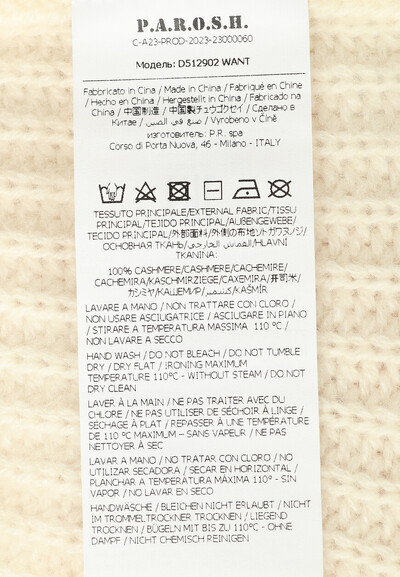 P.A.R.O.S.H.
C-A23-PROD-2023-23000060
Модель: D512902 WANT
Fabbricato in Cina / Made in China / Fabriqué en Chine
/ Hecho en China / Hergestellt in China / Fabricado na
China / 中国制造 / 中国製チュウゴクセイ / Сделано в
Китае / صنع في الصين / Vyrobeno v Číně
изготовитель: P.R. spa
Corso di Porta Nuova, 46 - Milano - ITALY
TESSUTO PRINCIPALE/EXTERNAL FABRIC/TISSU
PRINCIPAL/TEJIDO PRINCIPAL/AUßENGEWEBE/
TECIDO PRINCIPAL/外部面料/外側の布地ソトガワヌノジ/
ОСНОВНАЯ ТКАНЬ/القماش الخارجي/HLAVNÍ
TKANINA:
100% CASHMERE/CASHMERE/CACHEMIRE/
CACHEMIRA/KASCHMIRZIEGE/CAXEMIRA/开司米/
カシミヤ/КАШЕМИР/كشمير/KAŠMÍR
LAVARE A MANO / NON TRATTARE CON CLORO /
NON USARE ASCIUGATRICE / ASCIUGARE IN PIANO
/ STIRARE A TEMPERATURA MASSIMA 110 °C /
NON LAVARE A SECCO
HAND WASH / DO NOT BLEACH / DO NOT TUMBLE
DRY / DRY FLAT / IRONING MAXIMUM
TEMPERATURE 110°C - WITHOUT STEAM / DO NOT
DRY CLEAN
LAVER À LA MAIN / NE PAS TRAITER AVEC DU
CHLORE / NE PAS UTILISER DE SÉCHOIR À LINGE /
SÉCHAGE À PLAT / REPASSER À UNE TEMPÉRATURE
DE 110 °C MAXIMUM – SANS VAPEUR / NE PAS
NETTOYER À SEC
LAVAR A MANO / NO TRATAR CON CLORO / NO
UTILIZAR SECADORA / SECAR EN HORIZONTAL /
PLANCHAR A TEMPERATURA MÁXIMA 110° - SIN
VAPOR / NO LAVAR EN SECO
HANDWÄSCHE / BLEICHEN NICHT ERLAUBT / NICHT
IM TROMMELTROCKNER TROCKNEN / LIEGEND
TROCKNEN / BÜGELN MIT BIS ZU 110°C - OHNE
DAMPF / NICHT CHEMISCH REINIGEN